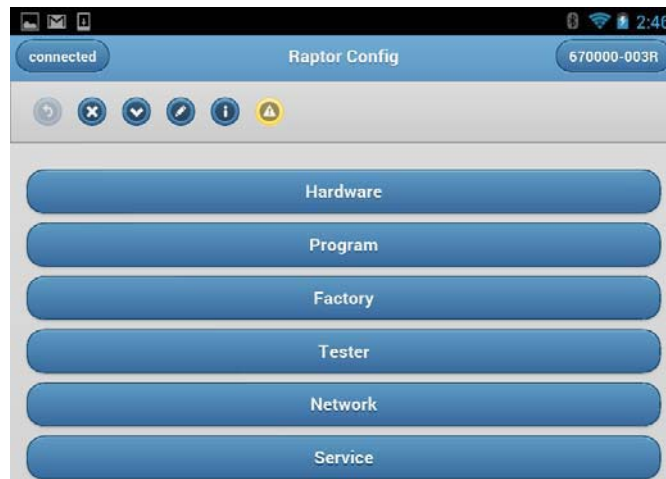 2:46
connected Raptor Config 670000-003R
Hardware
Program
Factory
Tester
Network
Service